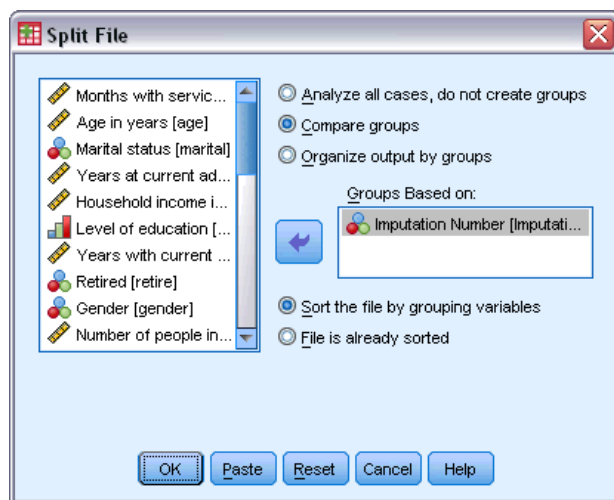 Split File
Months with servic...
Age in years [age]
Marital status [marital]
Years at current ad...
Household income i...
Level of education [...
Years with current ...
Retired [retire]
Gender [gender]
Number of people in...
Analyze all cases, do not create groups
Compare groups
Organize output by groups
Groups Based on:
Imputation Number [Imputati...
Sort the file by grouping variables
File is already sorted
OK
Paste
Reset
Cancel
Help